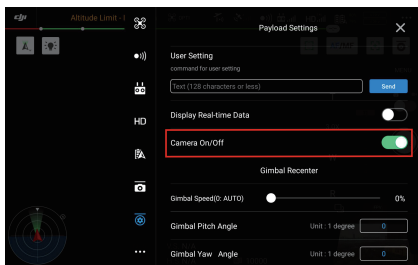 dji
Altitude Limit
Payload Settings
User Setting
command for user setting
Text (128 characters or less)
Send
Display Real-time Data
HD
Camera On/Off
Gimbal Recenter
Gimbal Speed(0: AUTO)
0%
Gimbal Pitch Angle
Unit : 1 degree
0
Gimbal Yaw Angle
Unit : 1 degree
0